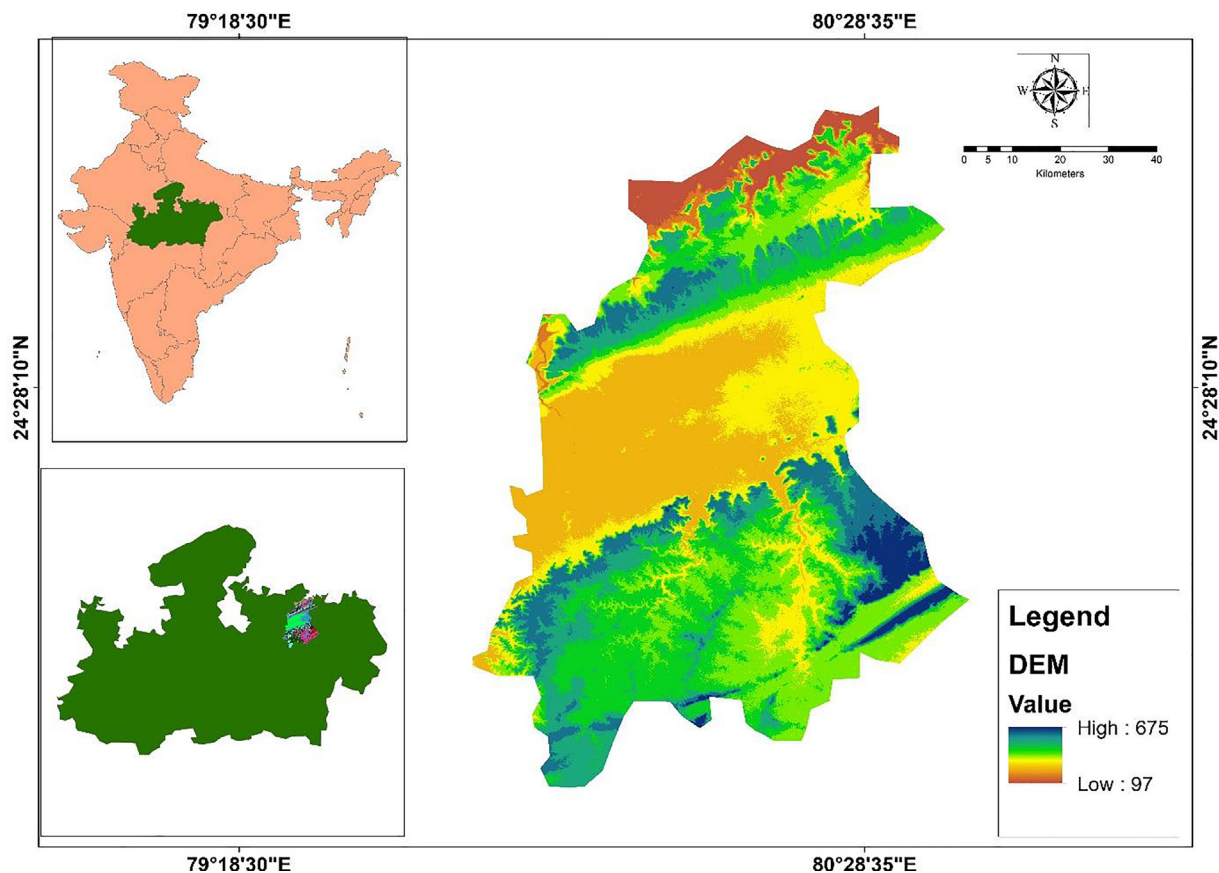 79°18'30"E
80°28'35"E
N
W
E
S
0 5 10 20 30 40
Kilometers
24°28'10"N
24°28'10"N
Legend
DEM
Value
High : 675
Low : 97
79°18'30"E
80°28'35"E